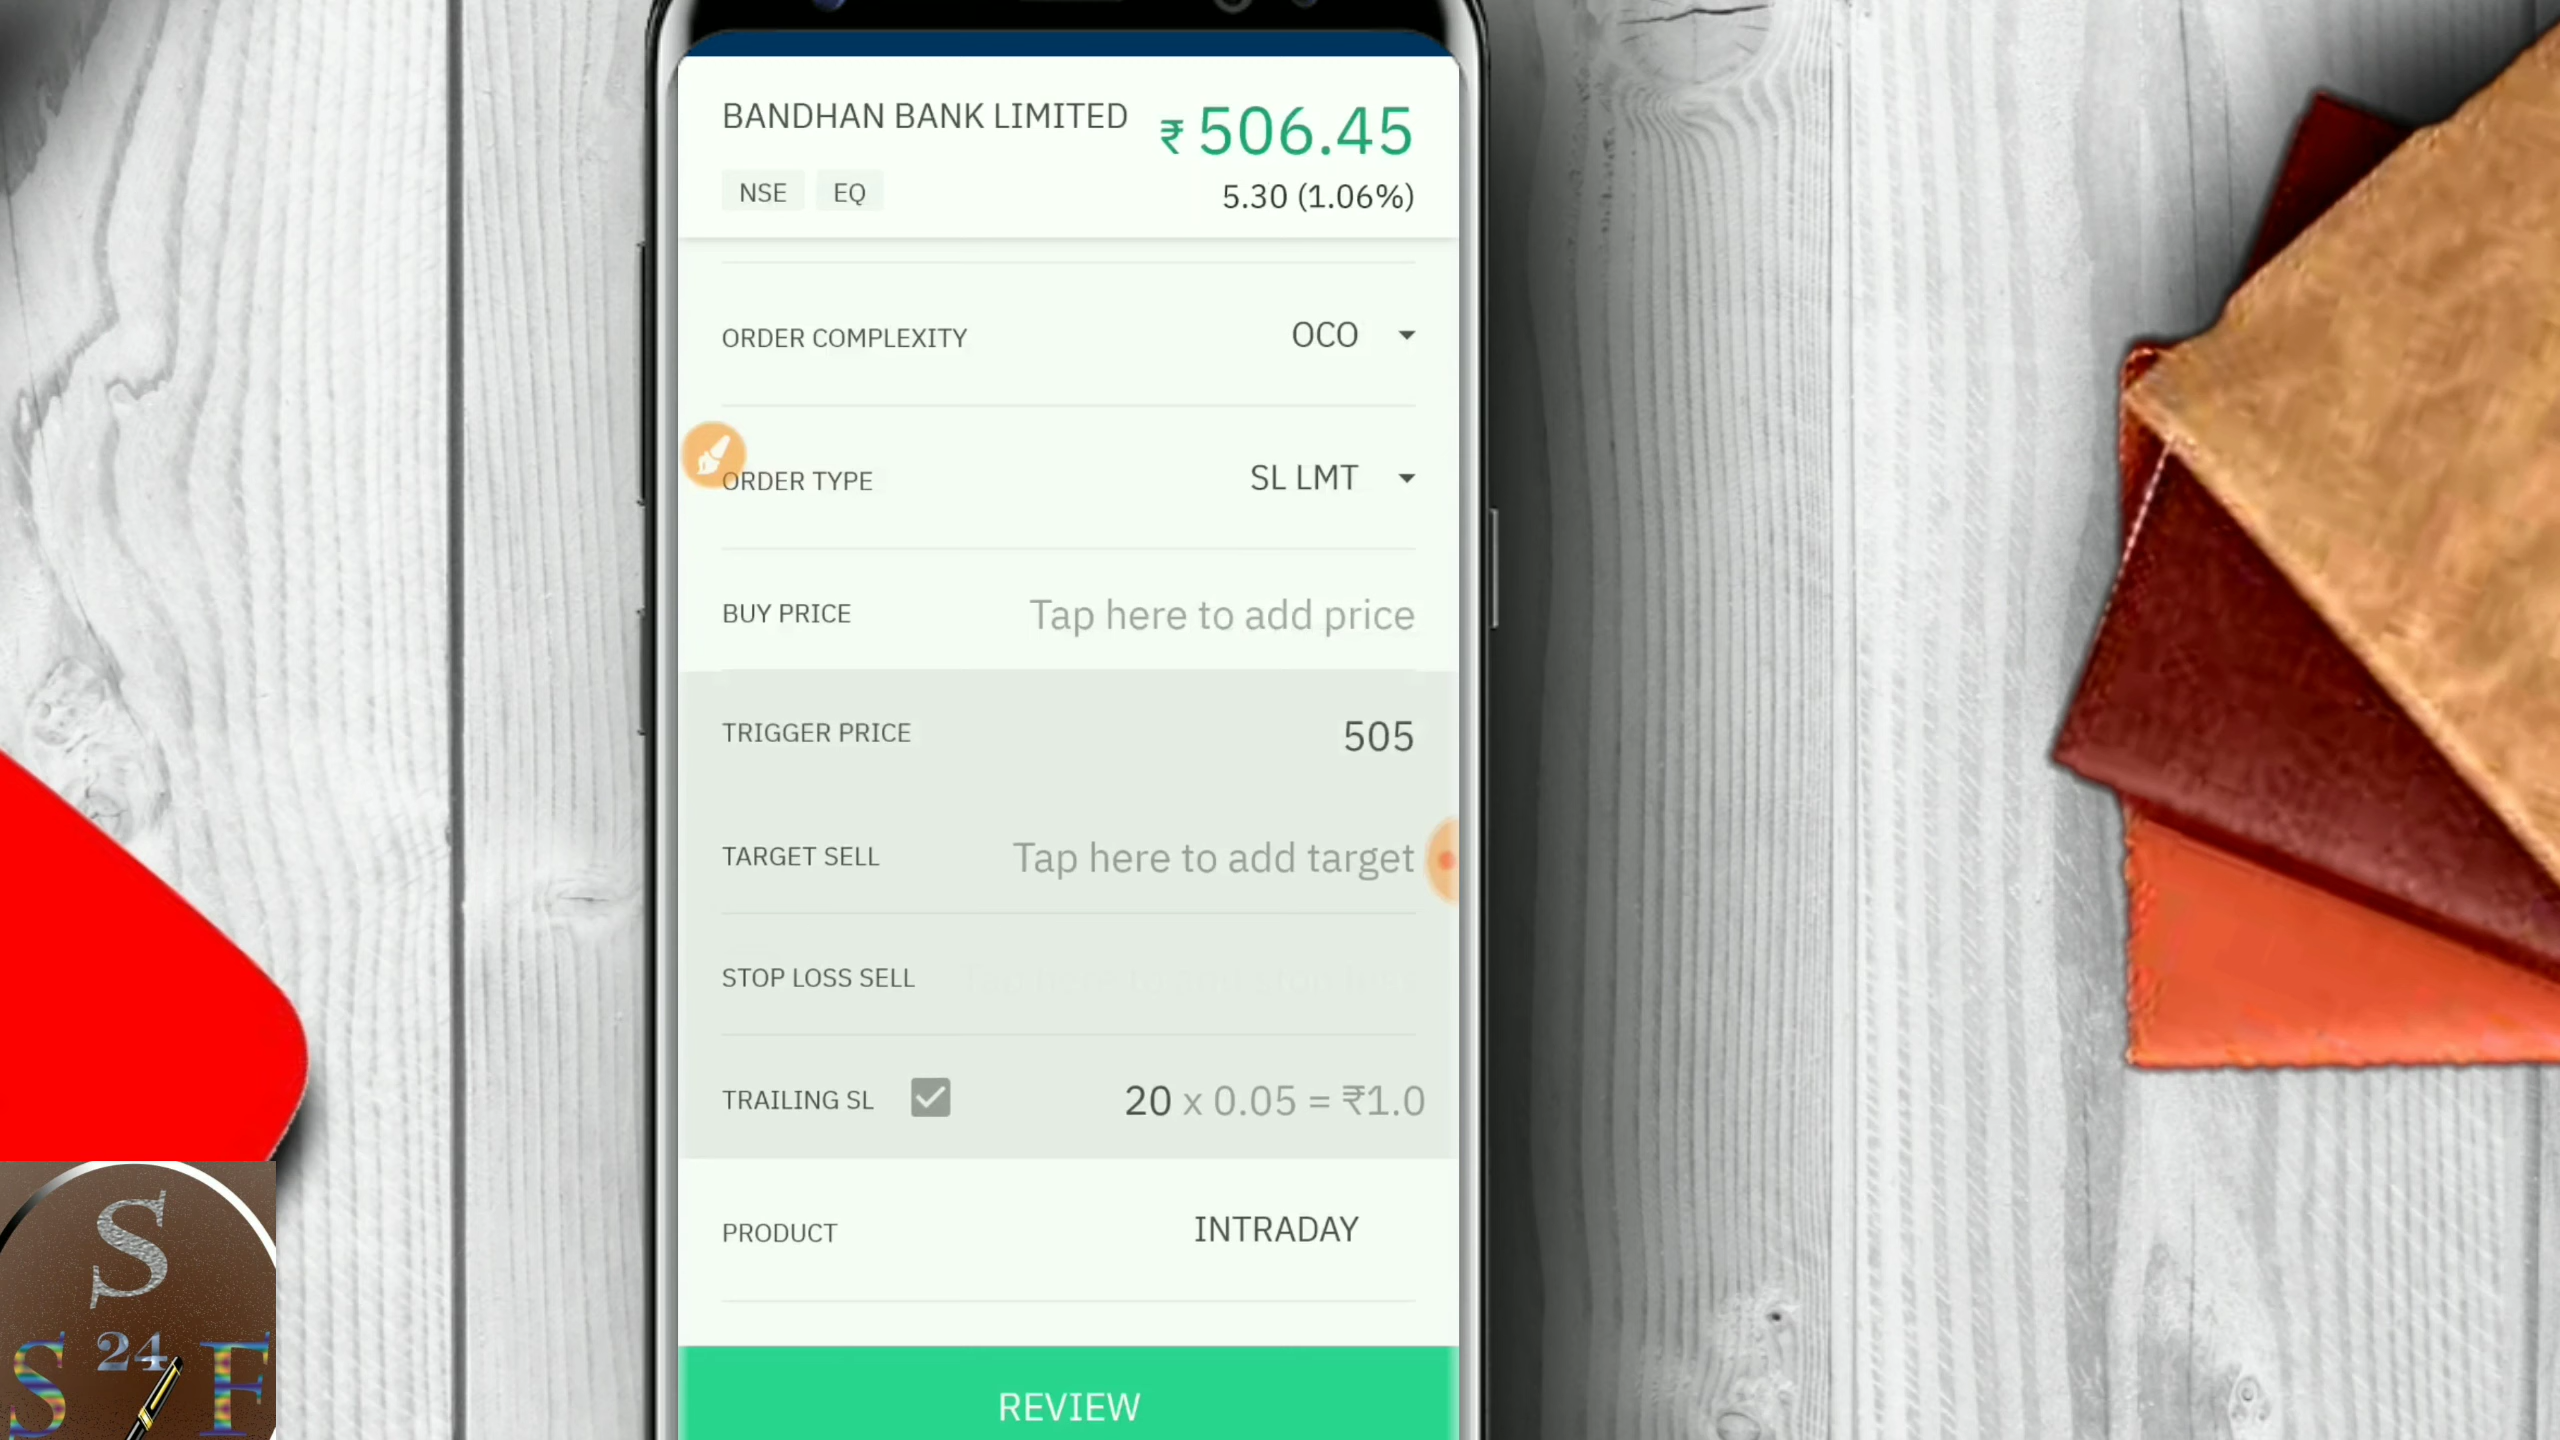 BANDHAN BANK LIMITED
₹ 506.45
NSE EQ
5.30 (1.06%)
ORDER COMPLEXITY OCO
ORDER TYPE SL LMT
BUY PRICE Tap here to add price
TRIGGER PRICE 505
TARGET SELL Tap here to add target
STOP LOSS SELL
TRAILING SL 20 x 0.05 = ₹1.0
PRODUCT INTRADAY
REVIEW
S
24
S F